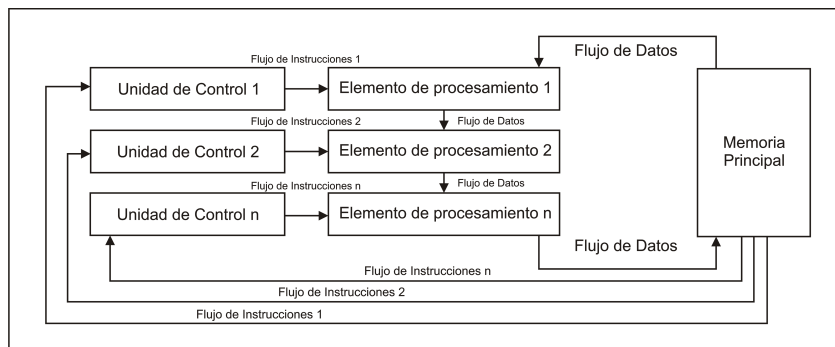 Flujo de Instrucciones 1
Flujo de Datos
Unidad de Control 1
Elemento de procesamiento 1
Flujo de Instrucciones 2
Flujo de Datos
Unidad de Control 2
Elemento de procesamiento 2
Memoria
Principal
Flujo de Instrucciones n
Flujo de Datos
Unidad de Control n
Elemento de procesamiento n
Flujo de Datos
Flujo de Instrucciones n
Flujo de Instrucciones 2
Flujo de Instrucciones 1